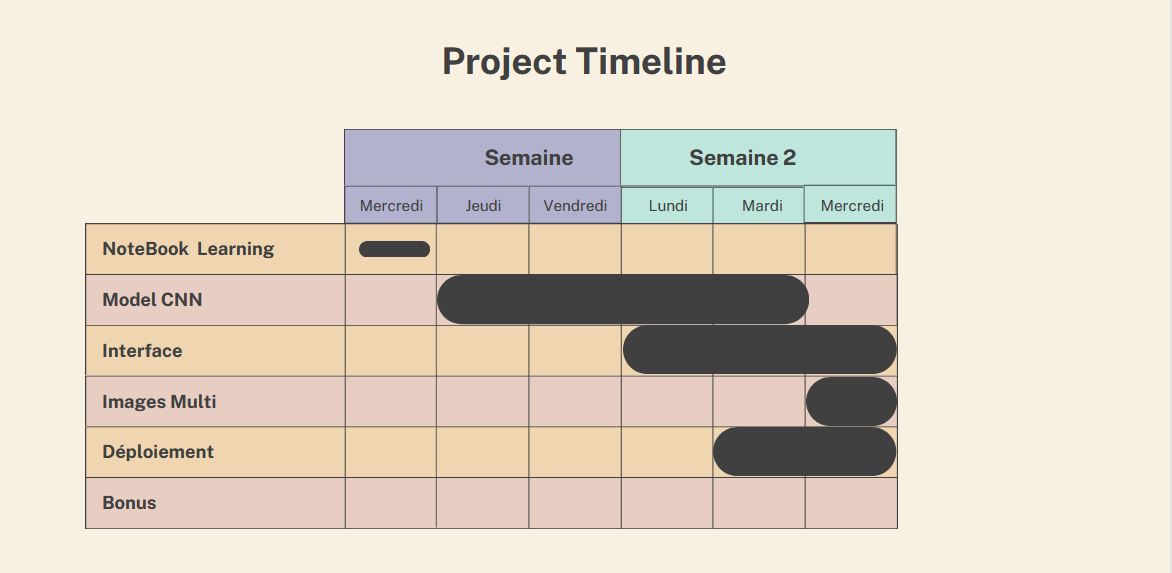 Project Timeline
Semaine Semaine 2
Mercredi Jeudi Vendredi Lundi Mardi Mercredi
NoteBook Learning
Model CNN
Interface
Images Multi
Déploiement
Bonus